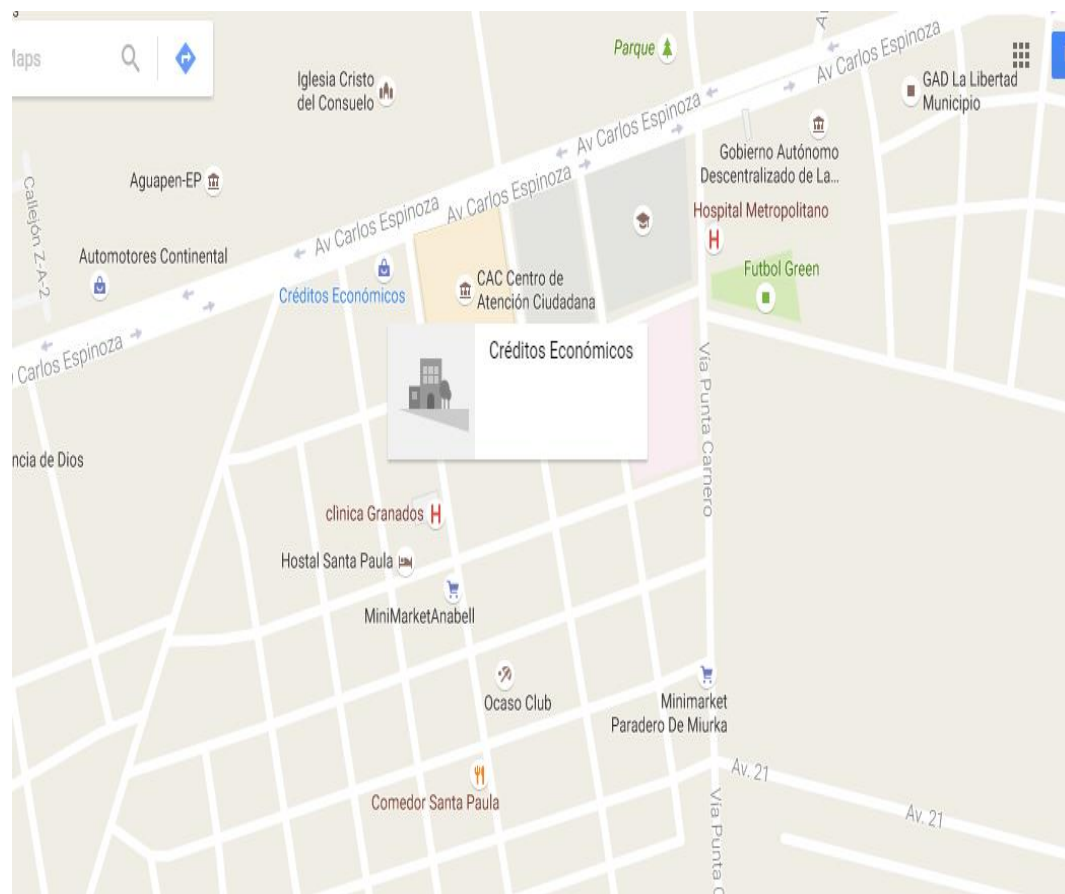 Maps
Parque
Av Carlos Espinoza
GAD La Libertad
Municipio
Iglesia Cristo
del Consuelo
Av Carlos Espinoza
Gobierno Autónomo
Descentralizado de La...
Aguapen-EP
Callejón Z-A-2
Av Carlos Espinoza
Av Carlos Espinoza
Hospital Metropolitano
Automotores Continental
Futbol Green
Créditos Económicos
CAC Centro de
Atención Ciudadana
Carlos Espinoza
Créditos Económicos
Vía Punta Carnero
ncia de Dios
clìnica Granados
Hostal Santa Paula
MiniMarketAnabell
Ocaso Club
Minimarket
Paradero De Miurka
Av. 21
Comedor Santa Paula
Av. 21
Vía Punta C